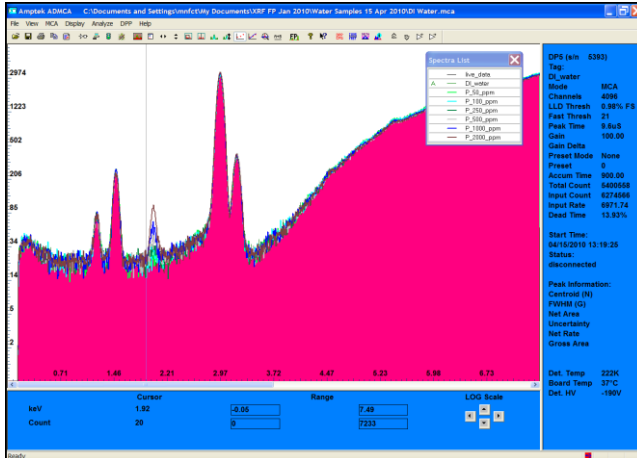 Amptek ADMCA C:\Documents and Settings\mnfct\My Documents\XRF FP Jan 2010\Water Samples 15 Apr 2010\DI Water.mca
File View MCA Display Analyze DPP Help
Spectra List
live_data
A DI_water
P_50_ppm
P_100_ppm
P_250_ppm
P_500_ppm
P_1000_ppm
P_2000_ppm
2974
1223
502
206
85
34
14
5
2
0.71 1.46 2.21 2.97 3.72 4.47 5.23 5.98 6.73
Cursor Range LOG Scale
keV 1.92 -0.05 7.49
Count 20 0 7233
DP5 (s/n 5393)
Tag:
DI_water
Mode MCA
Channels 4096
LLD Thresh 0.98% FS
Fast Thresh 21
Peak Time 9.6uS
Gain 100.00
Gain Delta
Preset Mode None
Preset 0
Accum Time 900.00
Total Count 5400558
Input Count 6274565
Input Rate 6971.74
Dead Time 13.93%
Start Time:
04/15/2010 13:19:25
Status:
disconnected
Peak Information:
Centroid (N)
FWHM (G)
Net Area
Uncertainty
Net Rate
Gross Area
Det. Temp 222K
Board Temp 37°C
Det. HV -190V
Ready